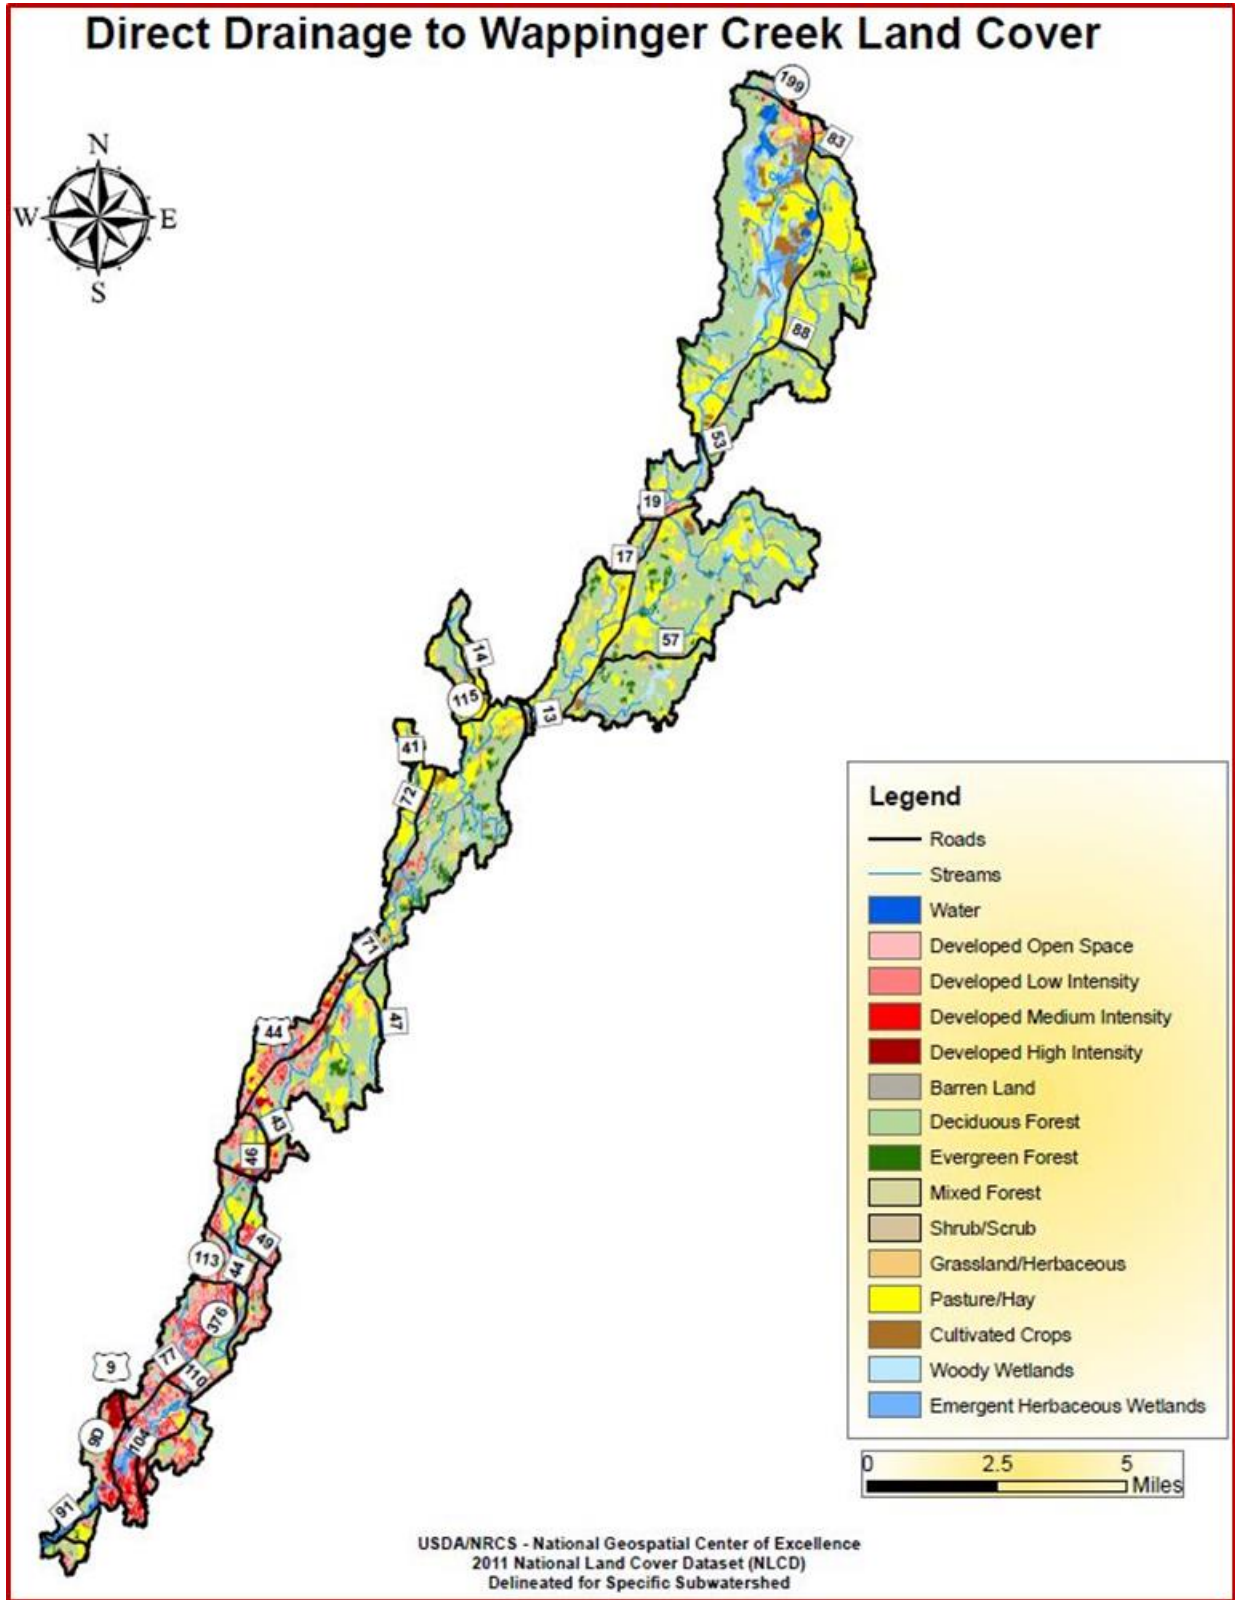 Direct Drainage to Wappinger Creek Land Cover
199
83
N
W
E
S
88
53
19
17
57
14
115
13
41
72
71
47
44
43
46
49
113
44
376
77
9
110
9D
104
91
Legend
Roads
Streams
Water
Developed Open Space
Developed Low Intensity
Developed Medium Intensity
Developed High Intensity
Barren Land
Deciduous Forest
Evergreen Forest
Mixed Forest
Shrub/Scrub
Grassland/Herbaceous
Pasture/Hay
Cultivated Crops
Woody Wetlands
Emergent Herbaceous Wetlands
0 2.5 5
Miles
USDA/NRCS - National Geospatial Center of Excellence
2011 National Land Cover Dataset (NLCD)
Delineated for Specific Subwatershed